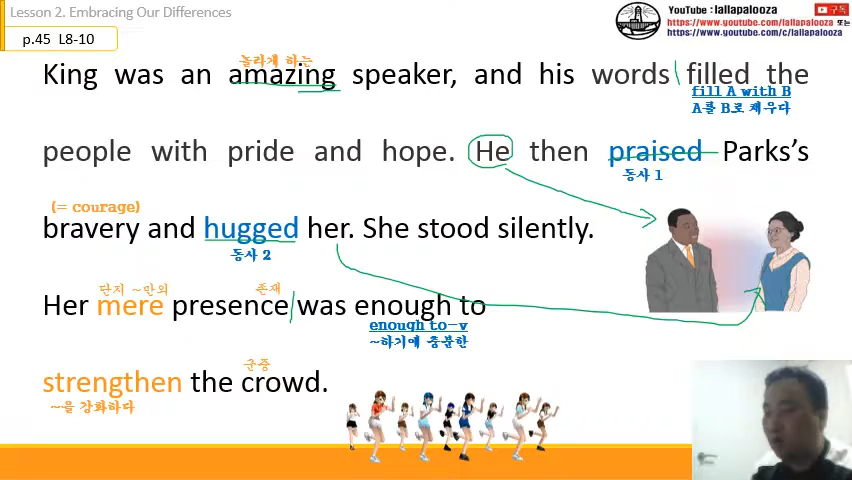 Lesson 2. Embracing Our Differences
p.45 L8-10
YouTube : lallapalooza
https://www.youtube.com/lallapalooza 또는
https://www.youtube.com/c/lallapalooza
구독
놀라게 하는
King was an amazing speaker, and his words filled the
fill A with B
A를 B로 채우다
people with pride and hope. He then praised Parks's
동사 1
(= courage)
bravery and hugged her. She stood silently.
동사 2
단지 ~만의 존재
Her mere presence was enough to
enough to-v
~하기에 충분한
군중
strengthen the crowd.
~을 강화하다